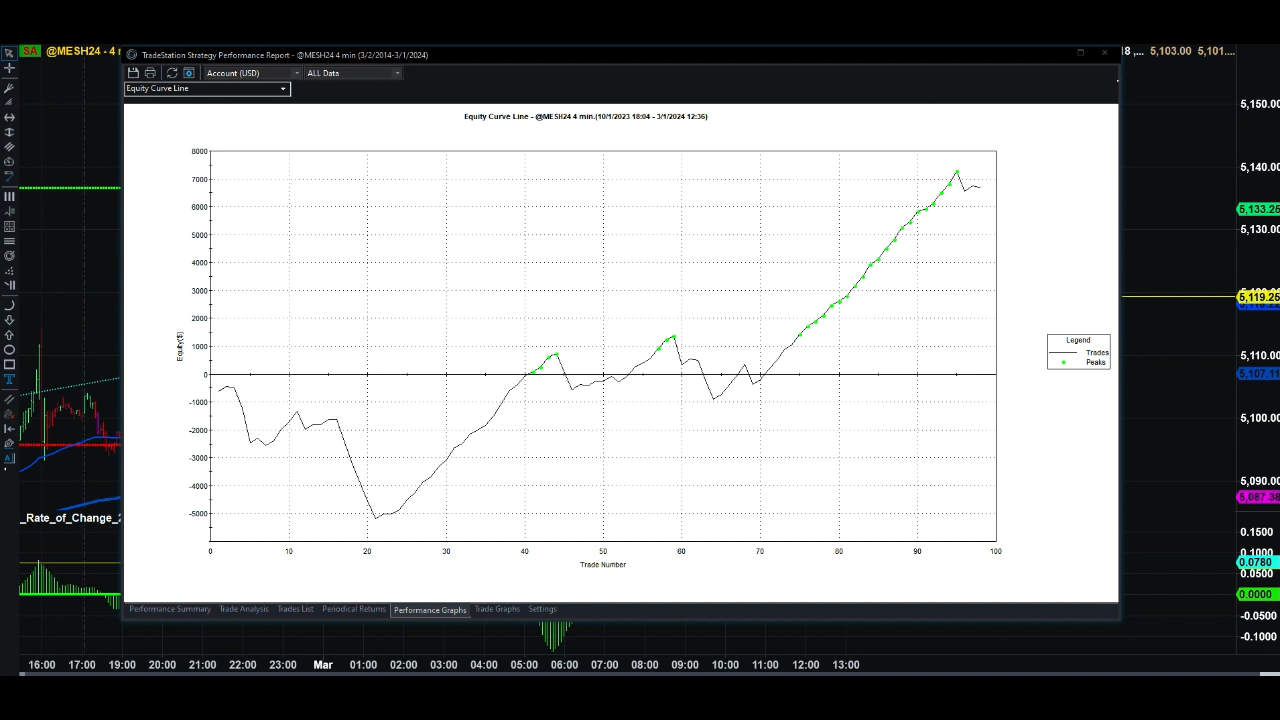 SA @MESH24 - 4
TradeStation Strategy Performance Report - @MESH24 4 min (3/2/2014-3/1/2024)
18 ,... 5,103.00 5,101....
Account (USD) ALL Data
Equity Curve Line
Equity Curve Line - @MESH24 4 min.(10/1/2023 18:04 - 3/1/2024 12:36)
8000
7000
6000
5000
4000
3000
2000
1000
0
-1000
-2000
-3000
-4000
-5000
Equity($)
0 10 20 30 40 50 60 70 80 90 100
Trade Number
Legend
Trades
Peaks
5,150.00
5,140.00
5,133.25
5,130.00
5,119.25
5,110.00
5,107.11
5,100.00
5,090.00
5,087.38
_Rate_of_Change_2
0.1500
0.1000
0.0780
0.0500
0.0000
-0.0500
-0.1000
Performance Summary Trade Analysis Trades List Periodical Returns Performance Graphs Trade Graphs Settings
16:00 17:00 19:00 20:00 21:00 22:00 23:00 Mar 01:00 02:00 03:00 04:00 05:00 06:00 07:00 08:00 09:00 10:00 11:00 12:00 13:00